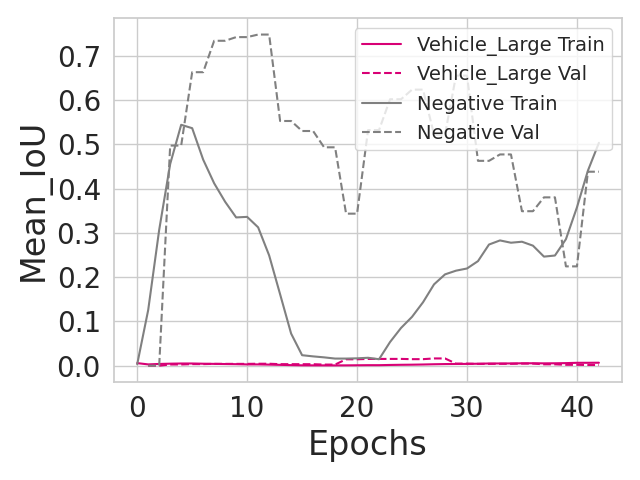 Vehicle_Large Train
Vehicle_Large Val
Negative Train
Negative Val
Mean_IoU
0.7
0.6
0.5
0.4
0.3
0.2
0.1
0.0
0 10 20 30 40
Epochs